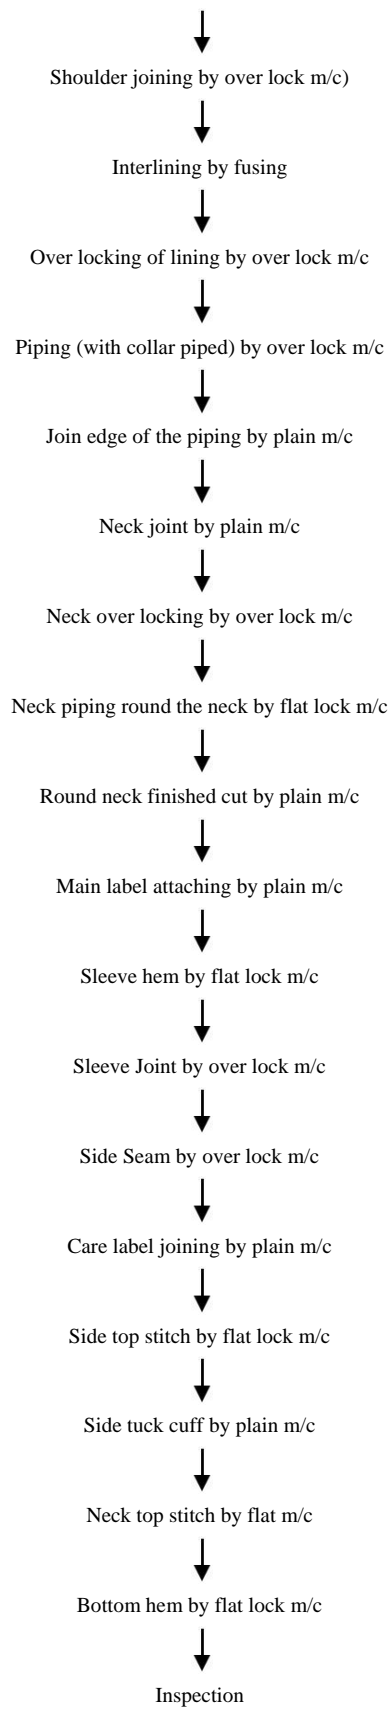 Shoulder joining by over lock m/c)
Interlining by fusing
Over locking of lining by over lock m/c
Piping (with collar piped) by over lock m/c
Join edge of the piping by plain m/c
Neck joint by plain m/c
Neck over locking by over lock m/c
Neck piping round the neck by flat lock m/c
Round neck finished cut by plain m/c
Main label attaching by plain m/c
Sleeve hem by flat lock m/c
Sleeve Joint by over lock m/c
Side Seam by over lock m/c
Care label joining by plain m/c
Side top stitch by flat lock m/c
Side tuck cuff by plain m/c
Neck top stitch by flat m/c
Bottom hem by flat lock m/c
Inspection